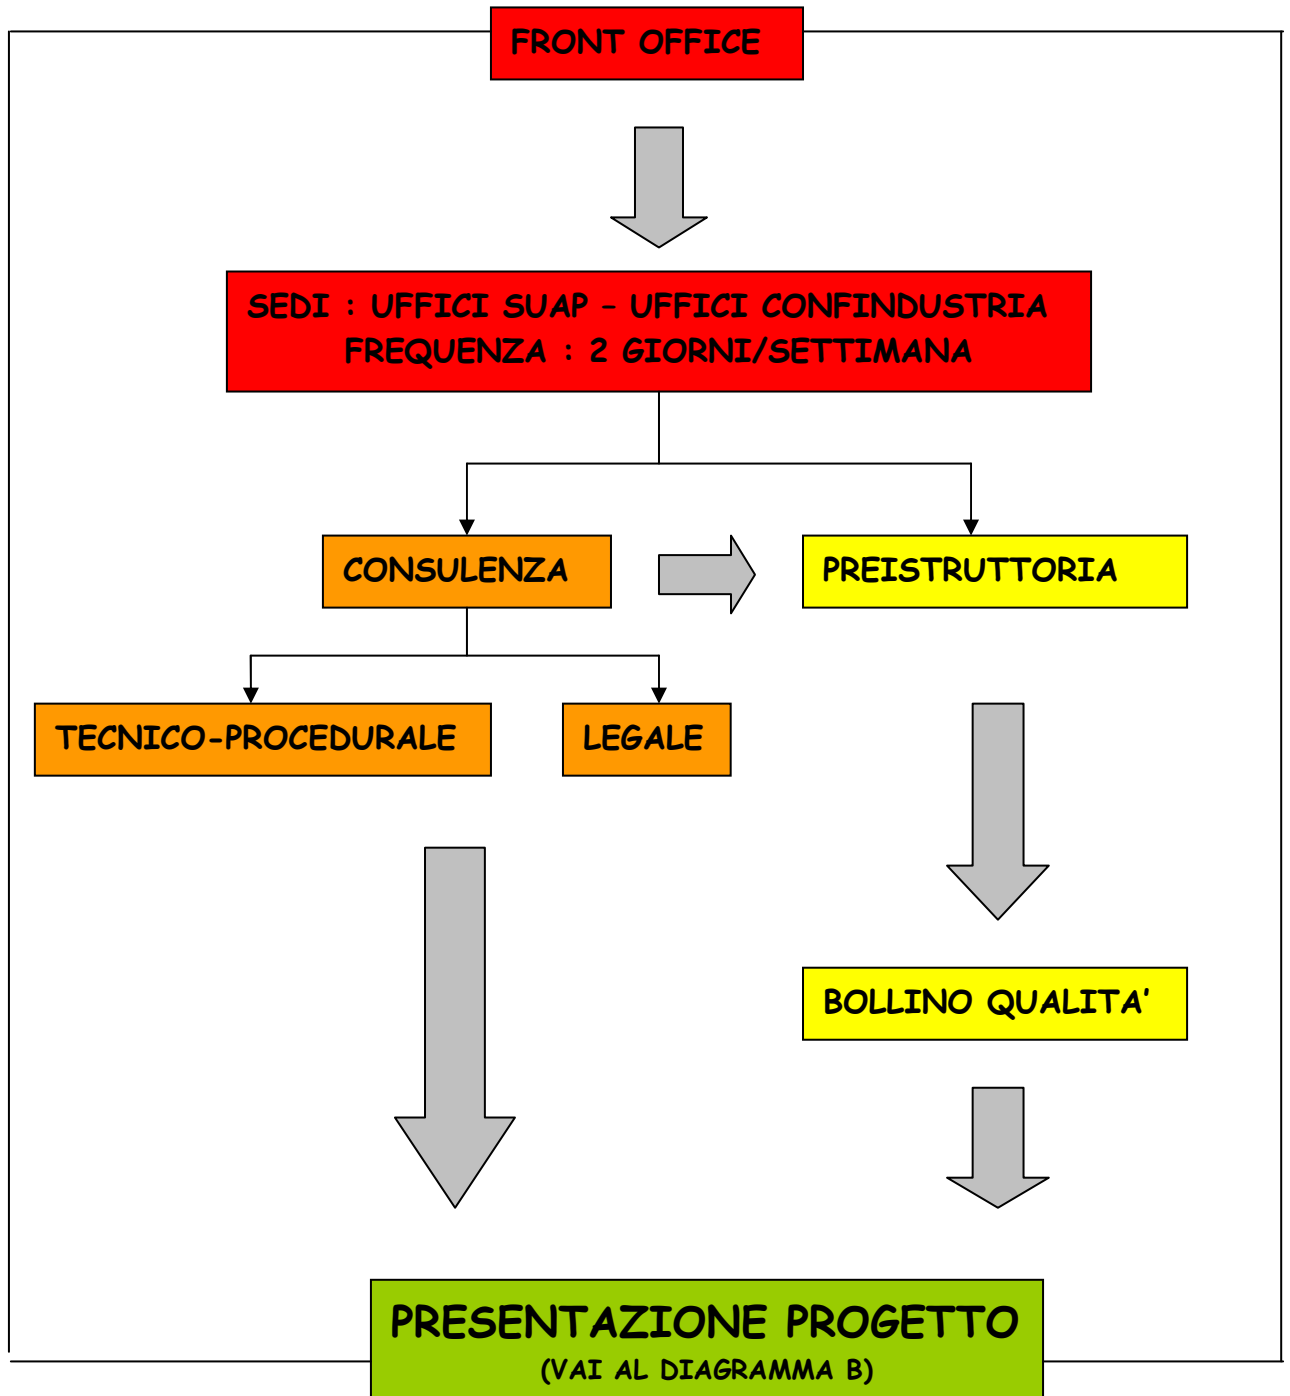 FRONT OFFICE
SEDI : UFFICI SUAP – UFFICI CONFINDUSTRIA
FREQUENZA : 2 GIORNI/SETTIMANA
CONSULENZA
PREISTRUTTORIA
TECNICO-PROCEDURALE
LEGALE
BOLLINO QUALITA’
PRESENTAZIONE PROGETTO
(VAI AL DIAGRAMMA B)